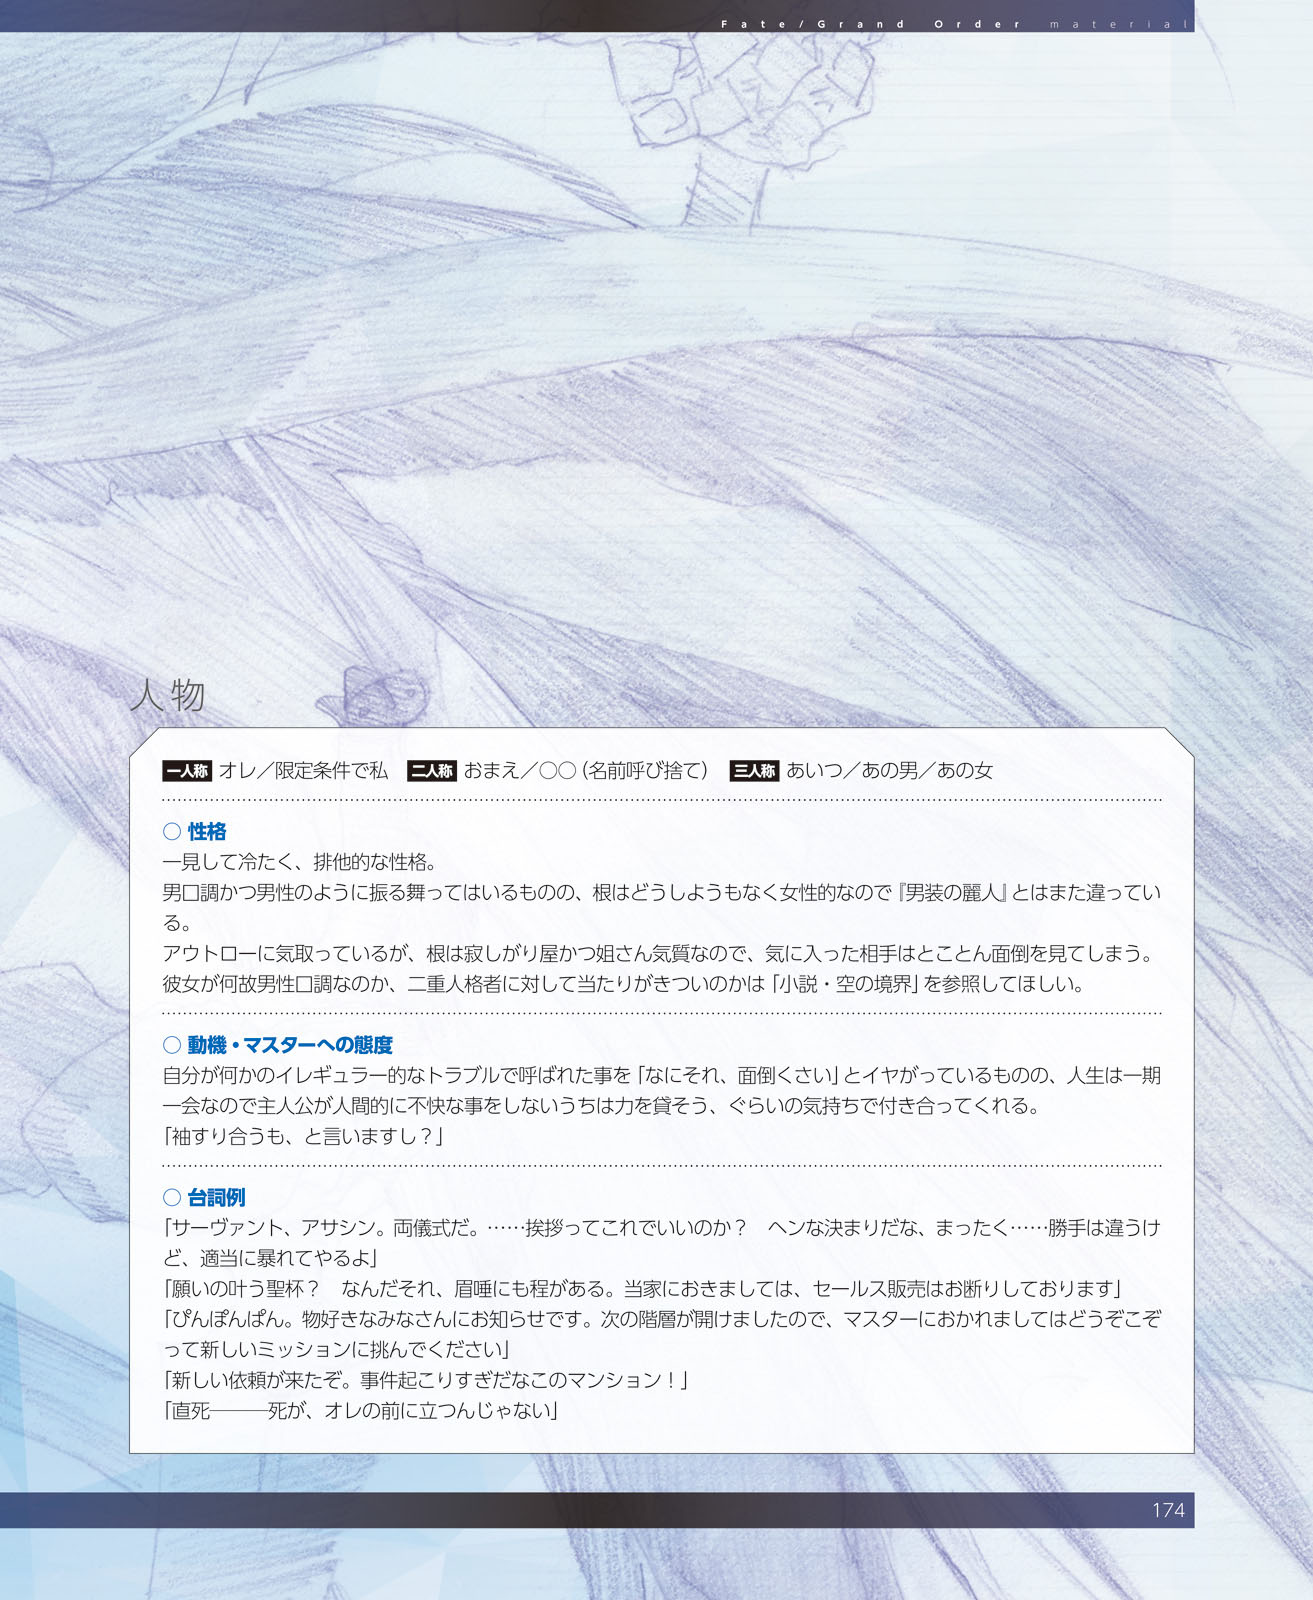 Fate/Grand Order material
人物
一人称 オレ／限定条件で私 二人称 おまえ／○○（名前呼び捨て） 三人称 あいつ／あの男／あの女
○ 性格
一見して冷たく、排他的な性格。
男口調かつ男性のように振る舞ってはいるものの、根はどうしようもなく女性的なので『男装の麗人』とはまた違ってい
る。
アウトローに気取っているが、根は寂しがり屋かつ姐さん気質なので、気に入った相手はとことん面倒を見てしまう。
彼女が何故男性口調なのか、二重人格者に対して当たりがきついのかは「小説・空の境界」を参照してほしい。
○ 動機・マスターへの態度
自分が何かのイレギュラー的なトラブルで呼ばれた事を「なにそれ、面倒くさい」とイヤがっているものの、人生は一期
一会なので主人公が人間的に不快な事をしないうちは力を貸そう、ぐらいの気持ちで付き合ってくれる。
「袖すり合うも、と言いますし？」
○ 台詞例
「サーヴァント、アサシン。両儀式だ。……挨拶ってこれでいいのか？　ヘンな決まりだな、まったく……勝手は違うけ
ど、適当に暴れてやるよ」
「願いの叶う聖杯？　なんだそれ、眉唾にも程がある。当家におきましては、セールス販売はお断りしております」
「ぴんぽんぱん。物好きなみなさんにお知らせです。次の階層が開けましたので、マスターにおかれましてはどうぞこぞ
って新しいミッションに挑んでください」
「新しい依頼が来たぞ。事件起こりすぎだなこのマンション！」
「直死―――死が、オレの前に立つんじゃない」
174